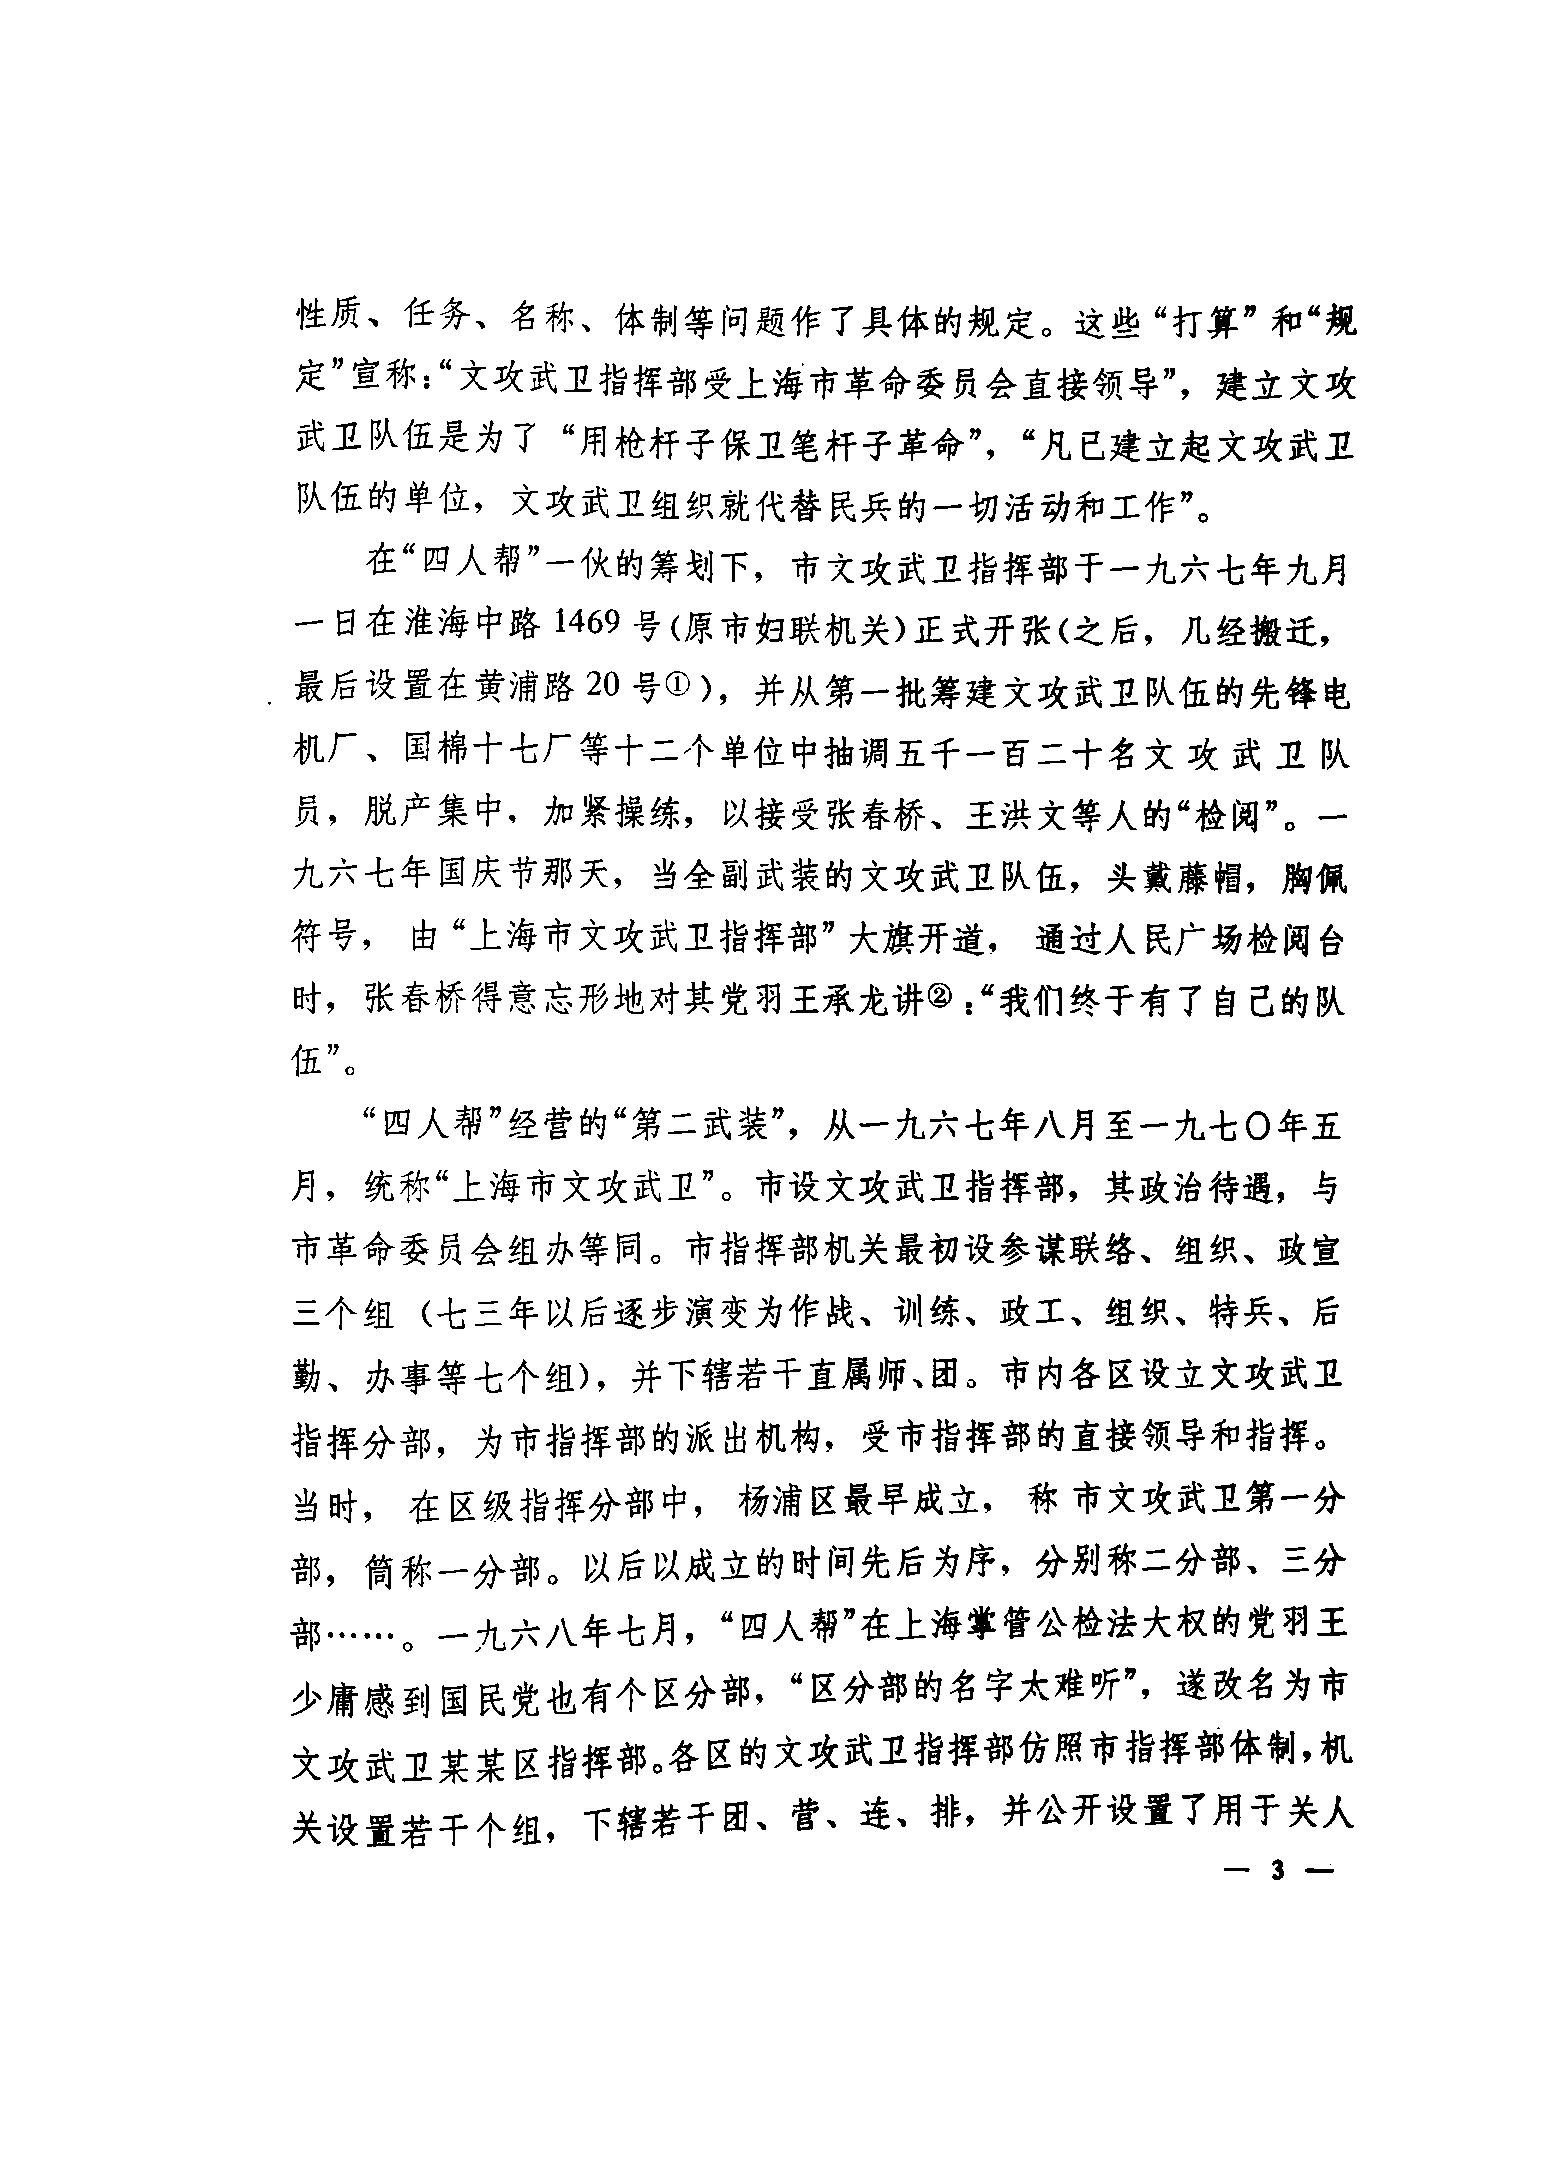 性质、任务、名称、体制等问题作了具体的规定。这些“打算”和“规
定”宣称：“文攻武卫指挥部受上海市革命委员会直接领导”，建立文攻
武卫队伍是为了“用枪杆子保卫笔杆子革命”，“凡已建立起文攻武卫
队伍的单位，文攻武卫组织就代替民兵的一切活动和工作”。
在“四人帮”一伙的筹划下，市文攻武卫指挥部于一九六七年九月
一日在淮海中路1469号(原市妇联机关)正式开张(之后，几经搬迁，
最后设置在黄浦路20号①)，并从第一批筹建文攻武卫队伍的先锋电
机厂、国棉十七厂等十二个单位中抽调五千一百二十名文攻武卫队
员，脱产集中，加紧操练，以接受张春桥、王洪文等人的“检阅”。一
九六七年国庆节那天，当全副武装的文攻武卫队伍，头戴藤帽，胸佩
符号，由“上海市文攻武卫指挥部”大旗开道，通过人民广场检阅台
时，张春桥得意忘形地对其党羽王承龙讲②：“我们终于有了自己的队
伍”。
“四人帮”经营的“第二武装”，从一九六七年八月至一九七〇年五
月，统称“上海市文攻武卫”。市设文攻武卫指挥部，其政治待遇，与
市革命委员会组办等同。市指挥部机关最初设参谋联络、组织、政宣
三个组（七三年以后逐步演变为作战、训练、政工、组织、特兵、后
勤、办事等七个组)，并下辖若干直属师、团。市内各区设立文攻武卫
指挥分部，为市指挥部的派出机构，受市指挥部的直接领导和指挥。
当时，在区级指挥分部中，杨浦区最早成立，称市文攻武卫第一分
部，筒称一分部。以后以成立的时间先后为序，分别称二分部、三分
部……。一九六八年七月，“四人帮”在上海掌管公检法大权的党羽王
少庸感到国民党也有个区分部，“区分部的名字太难听”，遂改名为市
文攻武卫某某区指挥部。各区的文攻武卫指挥部仿照市指挥部体制，机
关设置若干个组，下辖若干团、营、连、排，并公开设置了用于关人
— 3 —